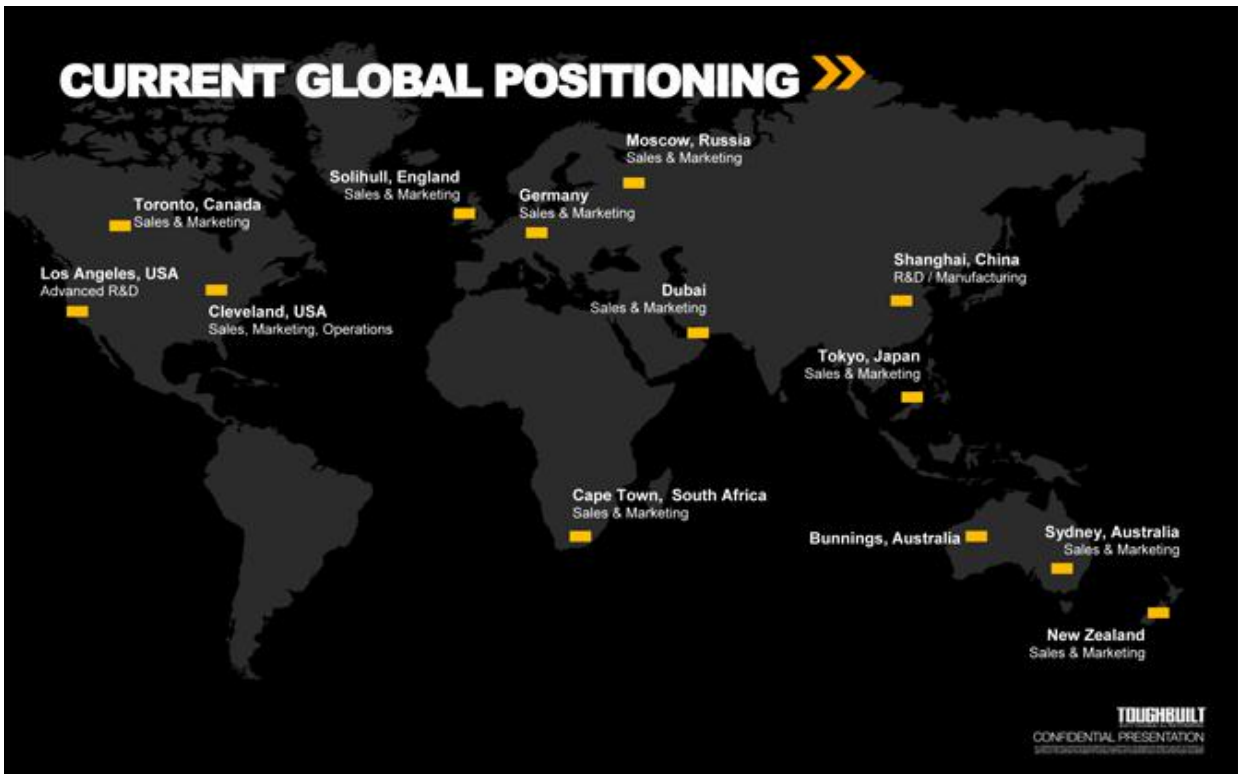 CURRENT GLOBAL POSITIONING
Moscow, Russia
Sales & Marketing
Solihull, England
Sales & Marketing
Germany
Sales & Marketing
Toronto, Canada
Sales & Marketing
Los Angeles, USA
Advanced R&D
Cleveland, USA
Sales, Marketing, Operations
Dubai
Sales & Marketing
Shanghai, China
R&D / Manufacturing
Tokyo, Japan
Sales & Marketing
Cape Town, South Africa
Sales & Marketing
Bunnings, Australia
Sydney, Australia
Sales & Marketing
New Zealand
Sales & Marketing
TOUGHBUILT
CONFIDENTIAL PRESENTATION